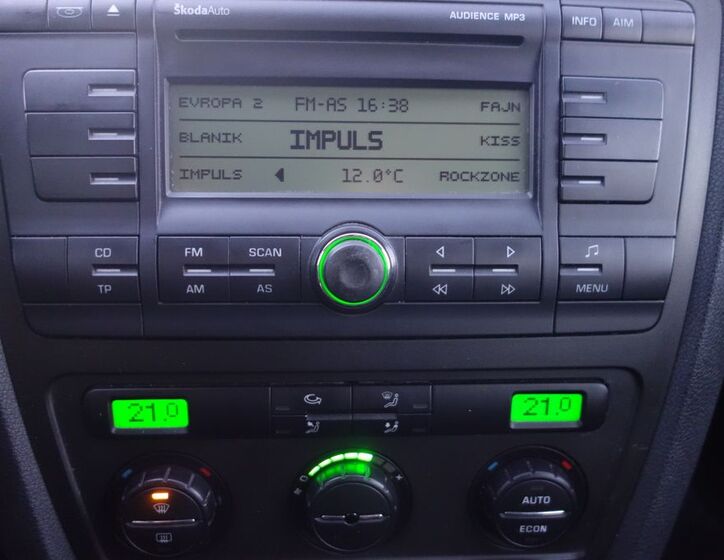 ŠkodaAuto AUDIENCE MP3 INFO AIM
EVROPA 2 FM-AS 16:38 FAJN
BLANIK IMPULS KISS
IMPULS 12.0°C ROCKZONE
CD FM SCAN
TP AM AS MENU
21.0 21.0
AUTO
ECON